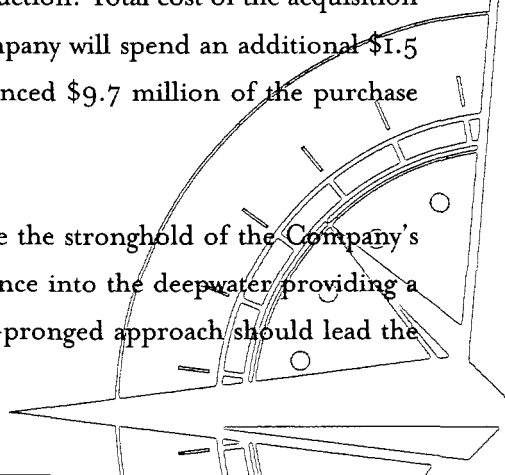 Total cost of the acquisition
mpany will spend an additional $1.5
nced $9.7 million of the purchase
e the stronghold of the Company's
nce into the deepwater providing a
-pronged approach should lead the